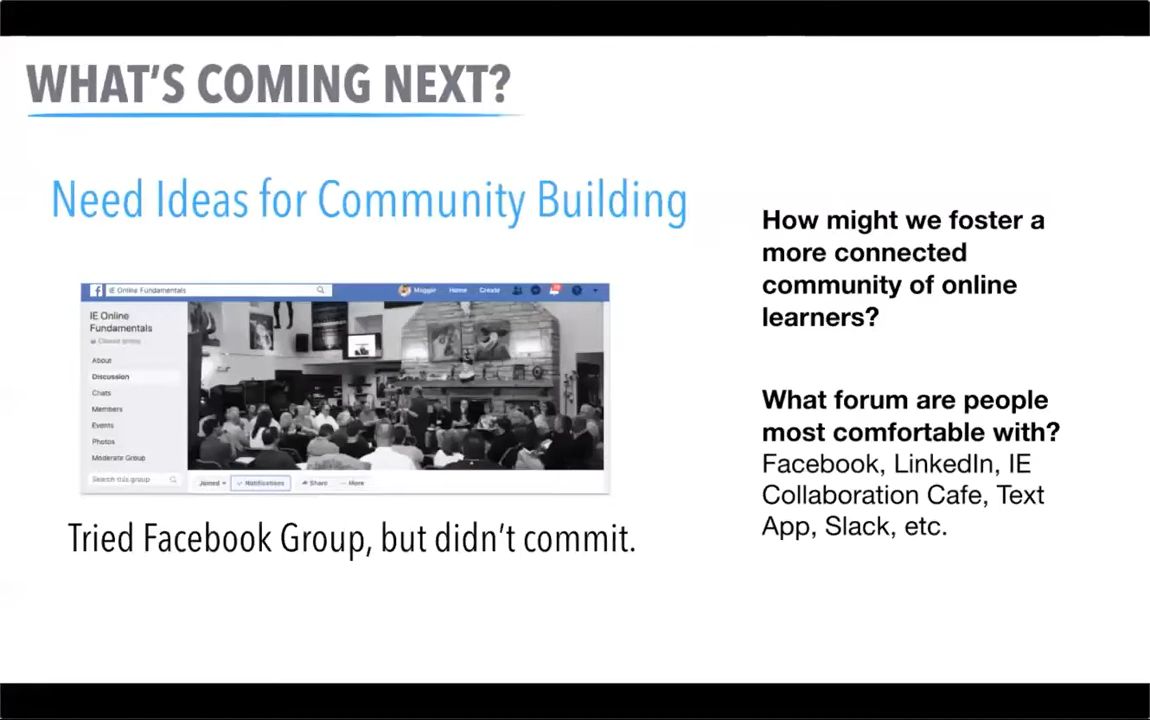 WHAT'S COMING NEXT?
Need Ideas for Community Building
IE Online Fundamentals
Maggin
Home
Create
IE Online
Fundamentals
Closed group
About
Discussion
Chats
Members
Events
Photos
Moderate Group
Search this group
Joined
Notifications
Share
More
Tried Facebook Group, but didn't commit.
How might we foster a
more connected
community of online
learners?
What forum are people
most comfortable with?
Facebook, LinkedIn, IE
Collaboration Cafe, Text
App, Slack, etc.